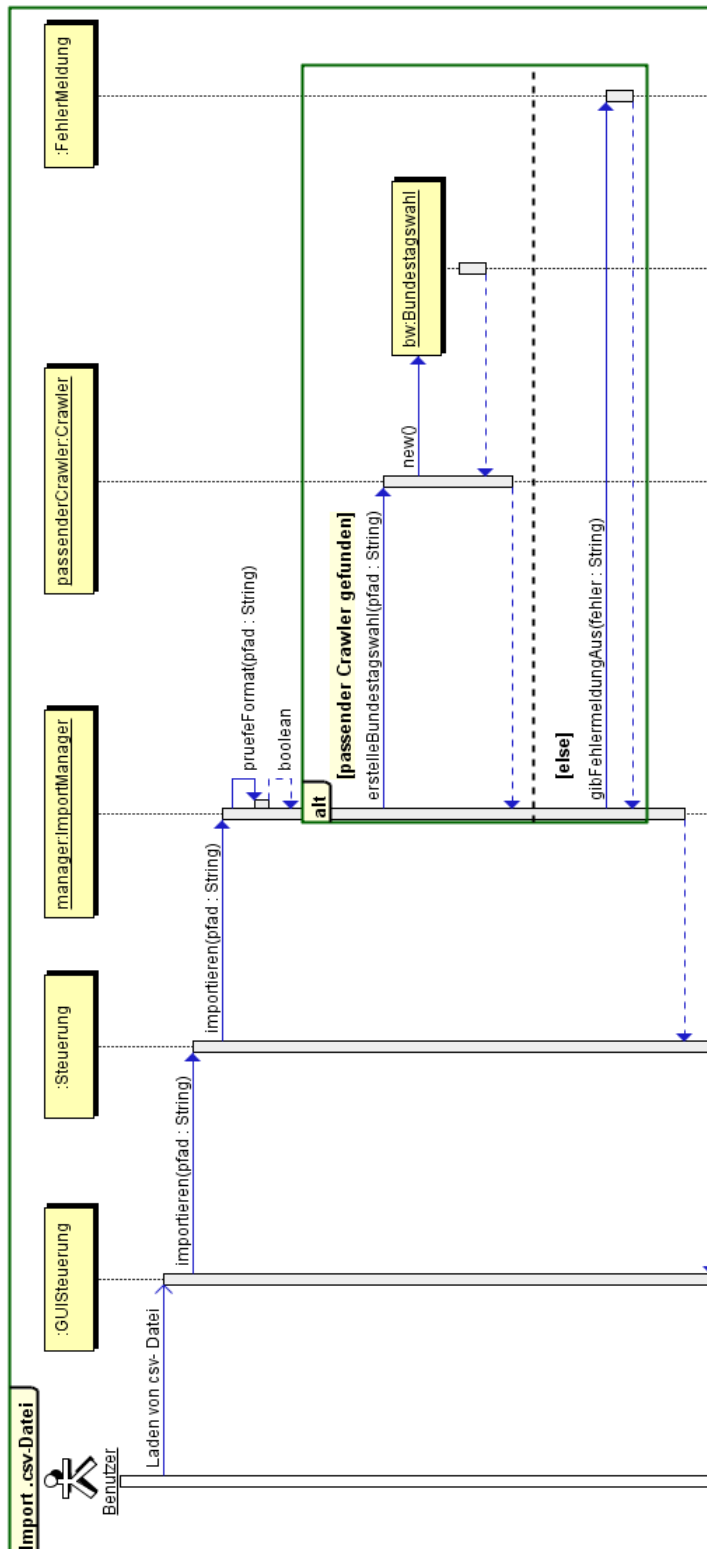 Import .csv-Datei
Benutzer
:GUISteuerung
:Steuerung
manager:ImportManager
passenderCrawler:Crawler
:FehlerMeldung
Laden von csv- Datei
importieren(pfad : String)
importieren(pfad : String)
pruefeFormat(pfad : String)
boolean
alt
[passender Crawler gefunden]
erstelleBundestagswahl(pfad : String)
new()
bw:Bundestagswahl
[else]
gibFehlermeldungAus(fehler : String)